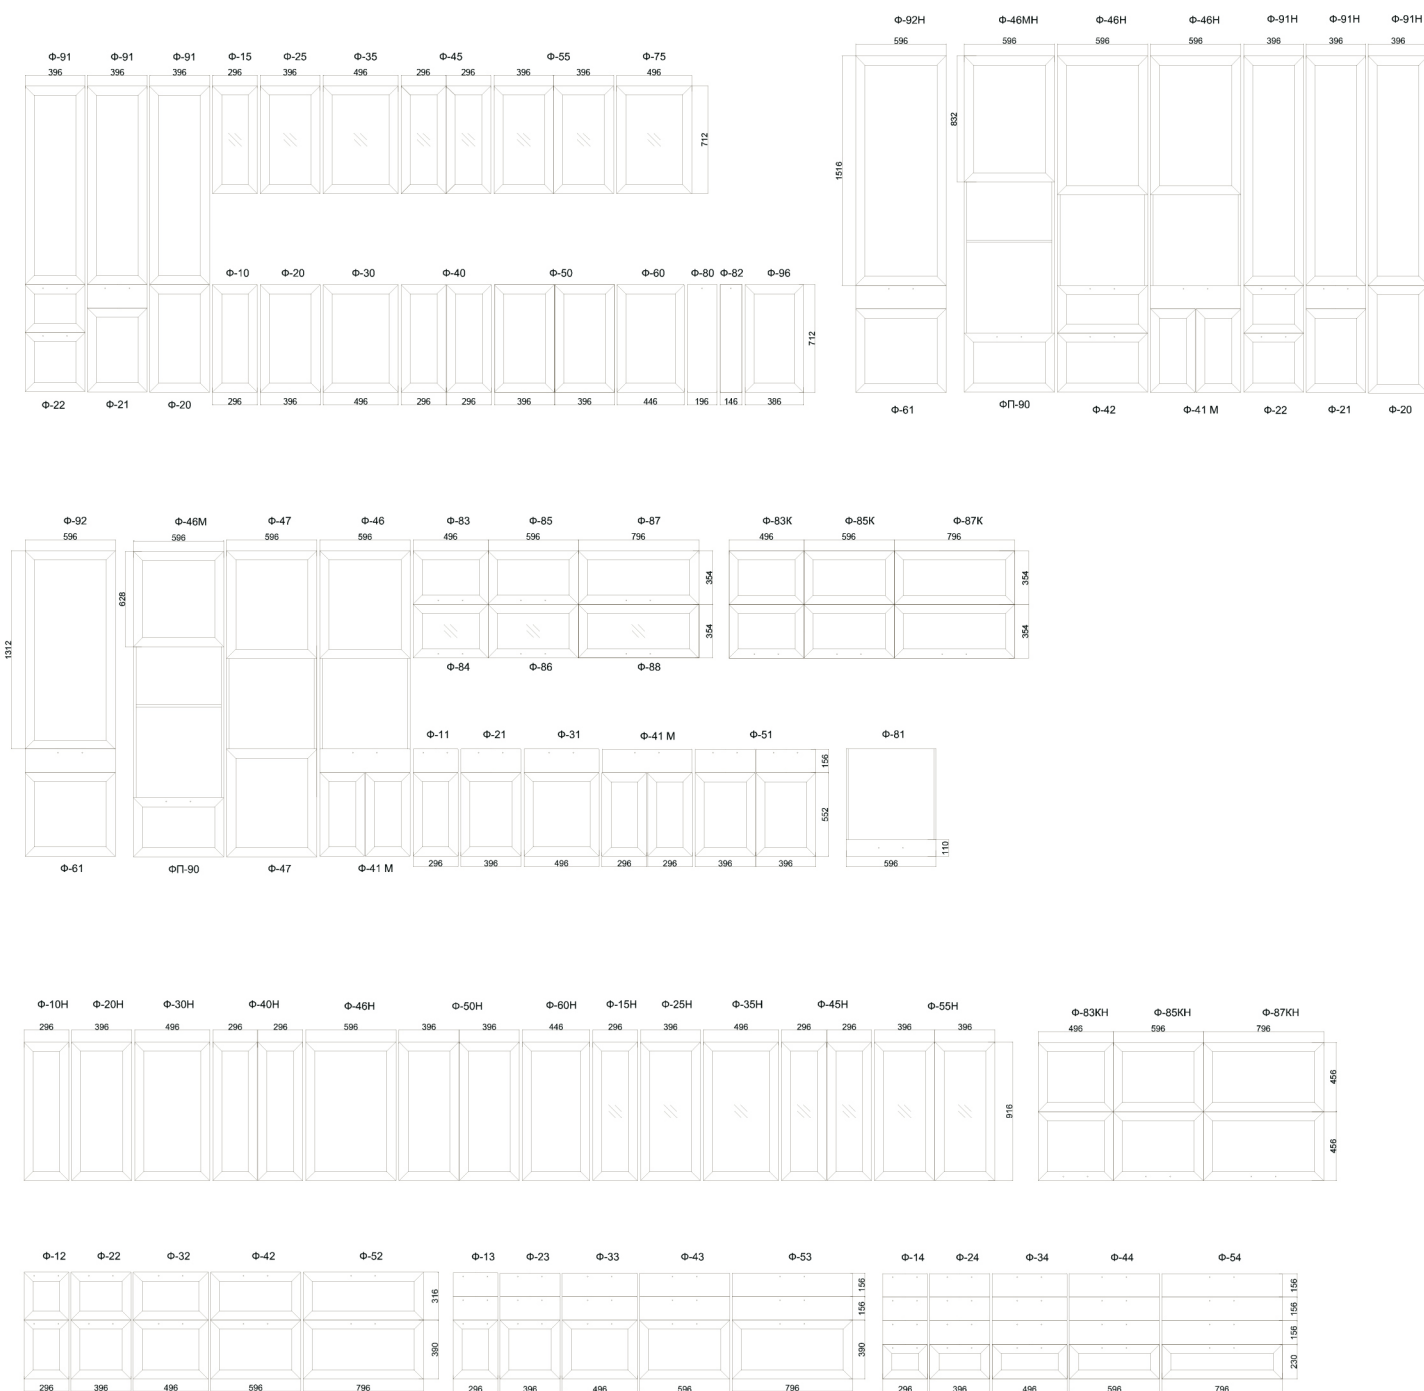 Ф-92Н Ф-46МН Ф-46Н Ф-46Н Ф-91Н Ф-91Н Ф-91Н
596 596 596 596 396 396 396
Ф-91 Ф-91 Ф-91 Ф-15 Ф-25 Ф-35 Ф-45 Ф-55 Ф-75
396 396 396 296 396 496 296 296 396 396 496
712
832
1516
Ф-10 Ф-20 Ф-30 Ф-40 Ф-50 Ф-60 Ф-80 Ф-82 Ф-96
712
296 396 496 296 296 396 396 446 196 146 386
Ф-22 Ф-21 Ф-20
Ф-61 ФП-90 Ф-42 Ф-41 М Ф-22 Ф-21 Ф-20
Ф-92 Ф-46М Ф-47 Ф-46 Ф-83 Ф-85 Ф-87 Ф-83К Ф-85К Ф-87К
596 596 596 596 496 596 796 496 596 796
354 354
628
354 354
1312
Ф-84 Ф-86 Ф-88
Ф-11 Ф-21 Ф-31 Ф-41 М Ф-51 Ф-81
156
552
110
296 396 496 296 296 396 396 596
Ф-61 ФП-90 Ф-47 Ф-41 М
Ф-10Н Ф-20Н Ф-30Н Ф-40Н Ф-46Н Ф-50Н Ф-60Н Ф-15Н Ф-25Н Ф-35Н Ф-45Н Ф-55Н Ф-83КН Ф-85КН Ф-87КН
296 396 496 296 296 596 396 396 446 296 396 496 296 296 396 396 496 596 796
456
916
456
Ф-12 Ф-22 Ф-32 Ф-42 Ф-52 Ф-13 Ф-23 Ф-33 Ф-43 Ф-53 Ф-14 Ф-24 Ф-34 Ф-44 Ф-54
316 156 156
156 156
156
390 390 230
296 396 496 596 796 296 396 496 596 796 296 396 496 596 796